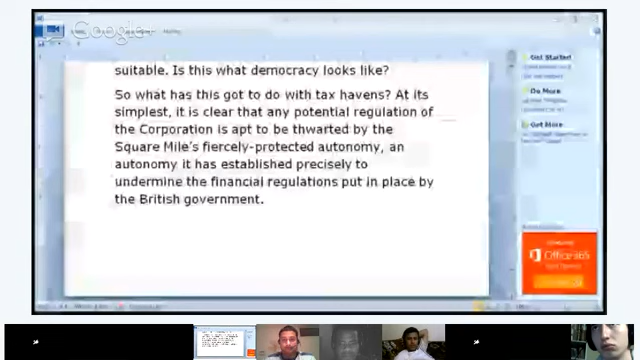 Google+
suitable. Is this what democracy looks like?
So what has this got to do with tax havens? At its
simplest, it is clear that any potential regulation of
the Corporation is apt to be thwarted by the
Square Mile's fiercely-protected autonomy, an
autonomy it has established precisely to
undermine the financial regulations put in place by
the British government.
Get Started
Do More
Get More
Office 365